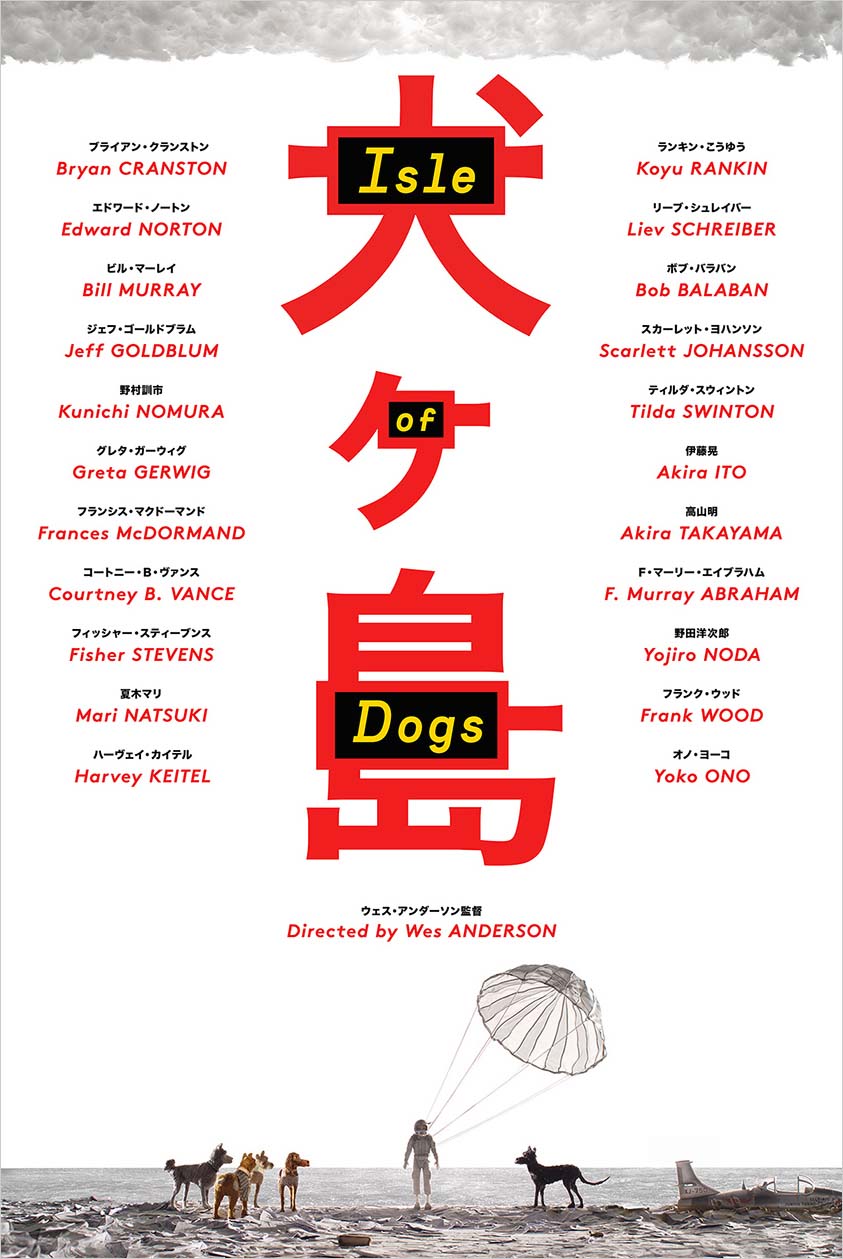 犬ヶ島
Isle
of
Dogs
ブライアン・クランストン
Bryan CRANSTON
エドワード・ノートン
Edward NORTON
ビル・マーレイ
Bill MURRAY
ジェフ・ゴールドブラム
Jeff GOLDBLUM
野村訓市
Kunichi NOMURA
グレタ・ガーウィグ
Greta GERWIG
フランシス・マクドーマンド
Frances McDORMAND
コートニー・B・ヴァンス
Courtney B. VANCE
フィッシャー・スティーブンス
Fisher STEVENS
夏木マリ
Mari NATSUKI
ハーヴェイ・カイテル
Harvey KEITEL
ランキン・こうゆう
Koyu RANKIN
リーブ・シュレイバー
Liev SCHREIBER
ボブ・バラバン
Bob BALABAN
スカーレット・ヨハンソン
Scarlett JOHANSSON
ティルダ・スウィントン
Tilda SWINTON
伊藤晃
Akira ITO
高山明
Akira TAKAYAMA
F・マーリー・エイブラハム
F. Murray ABRAHAM
野田洋次郎
Yojiro NODA
フランク・ウッド
Frank WOOD
オノ・ヨーコ
Yoko ONO
ウェス・アンダーソン監督
Directed by Wes ANDERSON